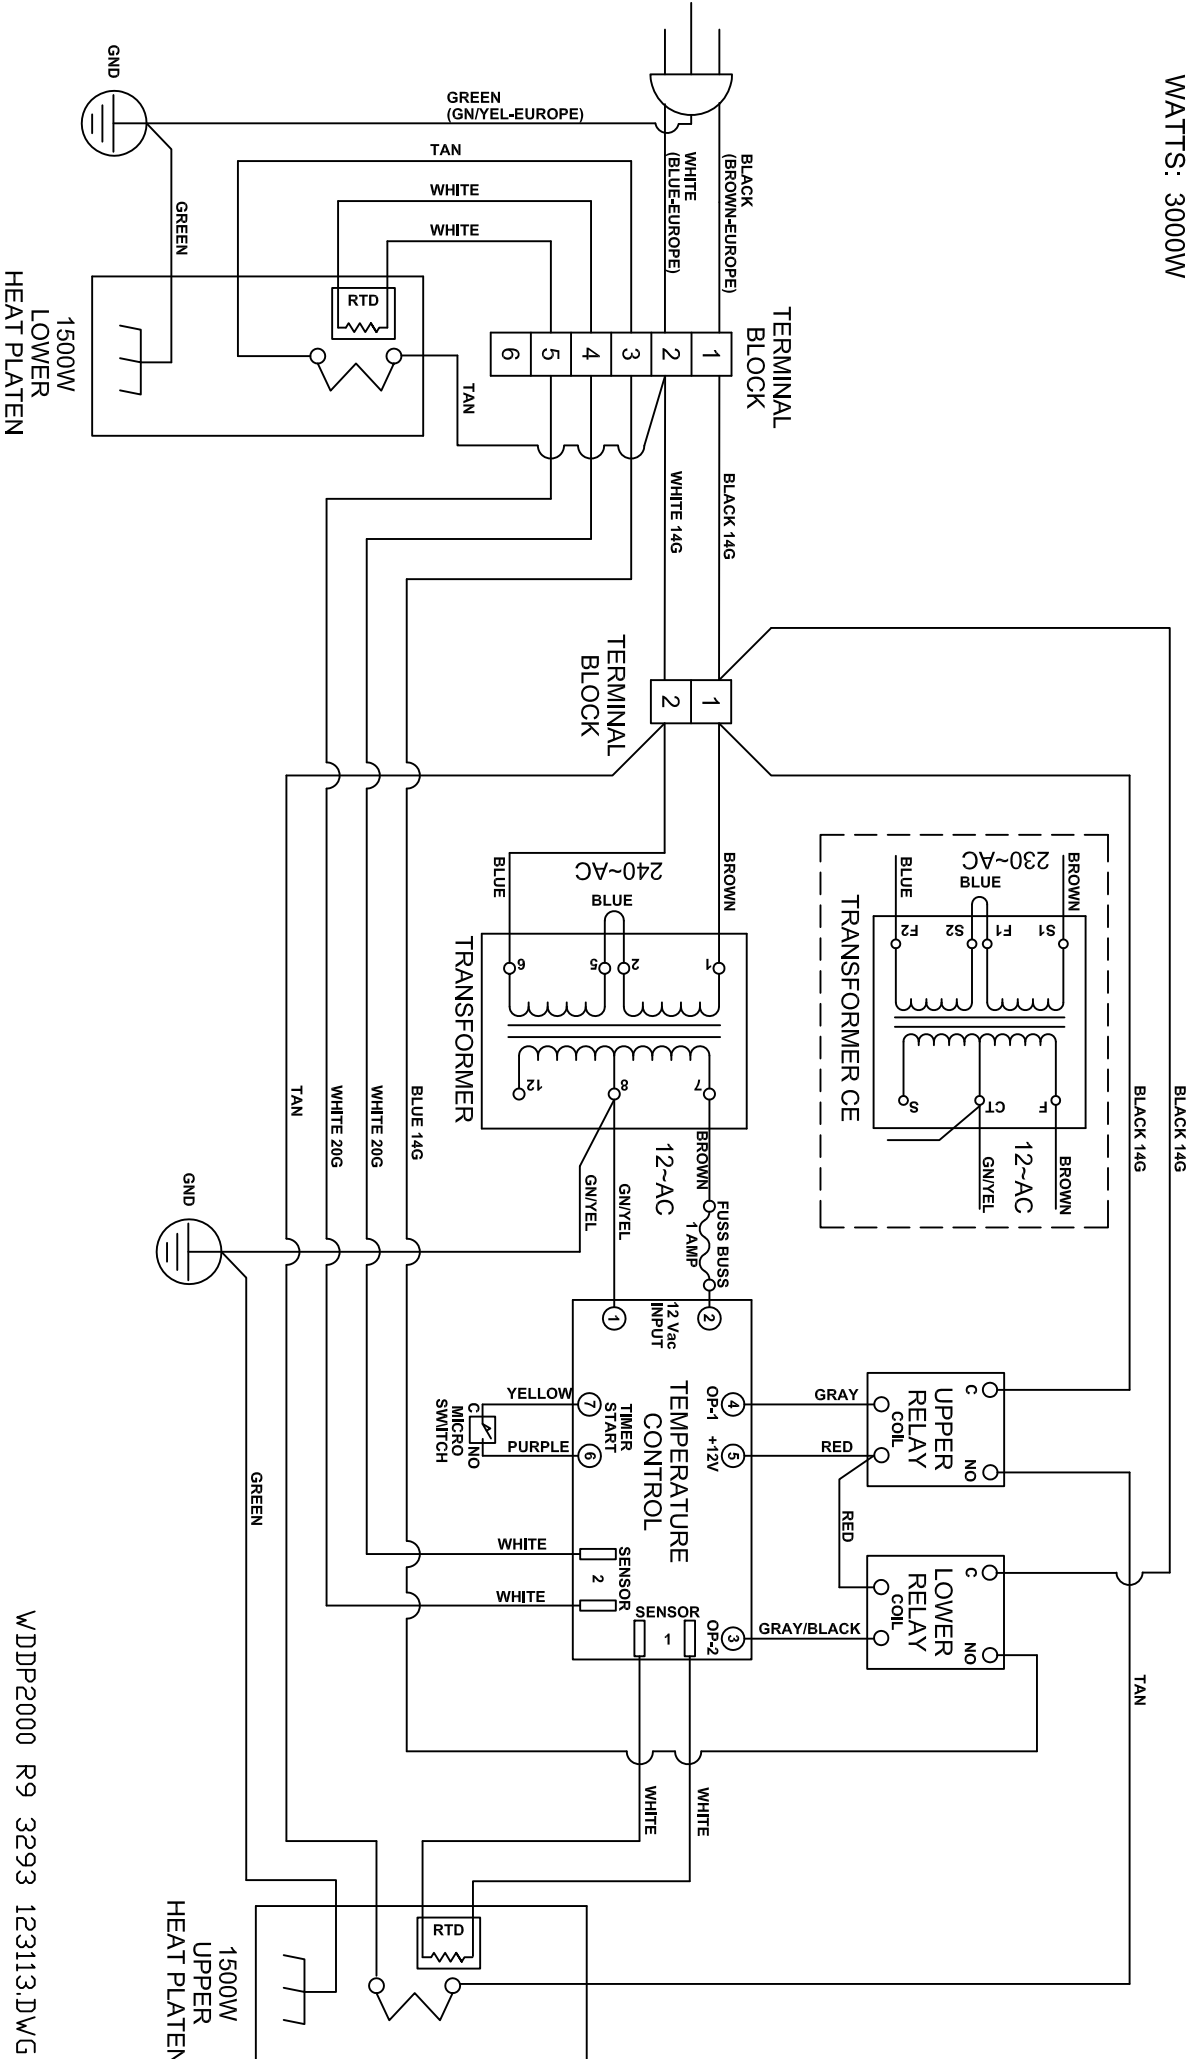 WATTS: 3000W
GND
GREEN
(GN/YEL-EUROPE)
TAN
WHITE
WHITE
GREEN
BLACK
(BROWN-EUROPE)
WHITE
(BLUE-EUROPE)
RTD
1500W
LOWER
HEAT PLATEN
TERMINAL
BLOCK
1
2
3
4
5
6
TAN
BLACK 14G
WHITE 14G
TERMINAL
BLOCK
1
2
BROWN
BLUE
240~AC
BLUE
1
2
5
6
TRANSFORMER
7
8
12
BROWN
230~AC
BLUE
BLUE
S1
F1
S2
F2
TRANSFORMER CE
F
CT
S
12~AC
BROWN
GN/YEL
BLACK 14G
BLACK 14G
TAN
WHITE 20G
WHITE 20G
BLUE 14G
12~AC
BROWN
GN/YEL
GN/YEL
FUSS BUSS
1 AMP
GND
GREEN
2
1
12 Vac
INPUT
TEMPERATURE
CONTROL
OP-1
4
+12V
5
OP-2
3
7
6
TIMER
START
YELLOW
PURPLE
C
NO
MICRO
SWITCH
SENSOR
2
SENSOR
1
WHITE
WHITE
GRAY
RED
RED
GRAY/BLACK
UPPER
RELAY
COIL
C
NO
LOWER
RELAY
COIL
C
NO
TAN
WHITE
WHITE
RTD
1500W
UPPER
HEAT PLATEN
WDDP2000 R9 3293 123113.DWG